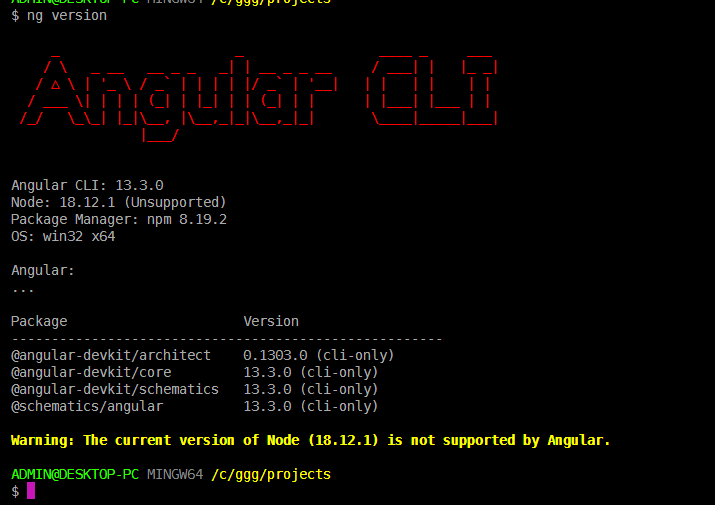 ADMIN@DESKTOP-PC MINGW64 /c/ggg/projects
$ ng version
Angular CLI
Angular CLI: 13.3.0
Node: 18.12.1 (Unsupported)
Package Manager: npm 8.19.2
OS: win32 x64
Angular:
...
Package Version
------------------------------------------------------
@angular-devkit/architect 0.1303.0 (cli-only)
@angular-devkit/core 13.3.0 (cli-only)
@angular-devkit/schematics 13.3.0 (cli-only)
@schematics/angular 13.3.0 (cli-only)
Warning: The current version of Node (18.12.1) is not supported by Angular.
ADMIN@DESKTOP-PC MINGW64 /c/ggg/projects
$